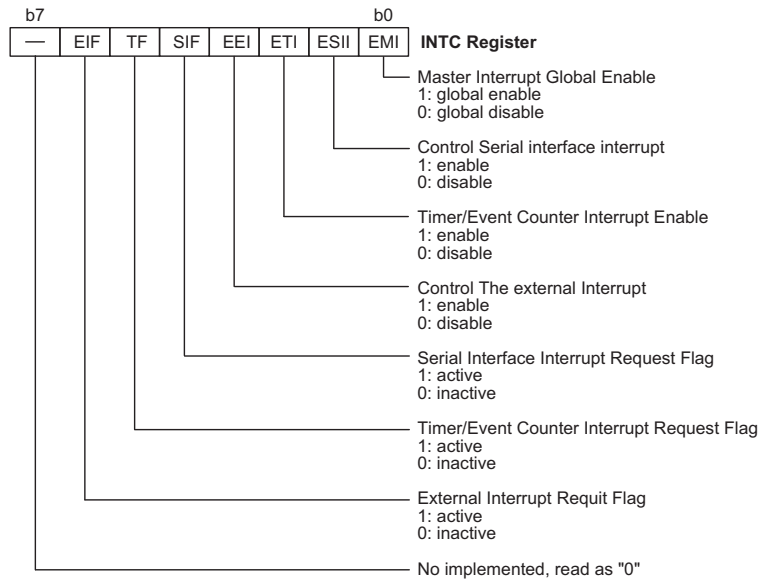 b7 b0
— EIF TF SIF EEI ETI ESII EMI INTC Register
Master Interrupt Global Enable
1: global enable
0: global disable
Control Serial interface interrupt
1: enable
0: disable
Timer/Event Counter Interrupt Enable
1: enable
0: disable
Control The external Interrupt
1: enable
0: disable
Serial Interface Interrupt Request Flag
1: active
0: inactive
Timer/Event Counter Interrupt Request Flag
1: active
0: inactive
External Interrupt Requit Flag
1: active
0: inactive
No implemented, read as "0"